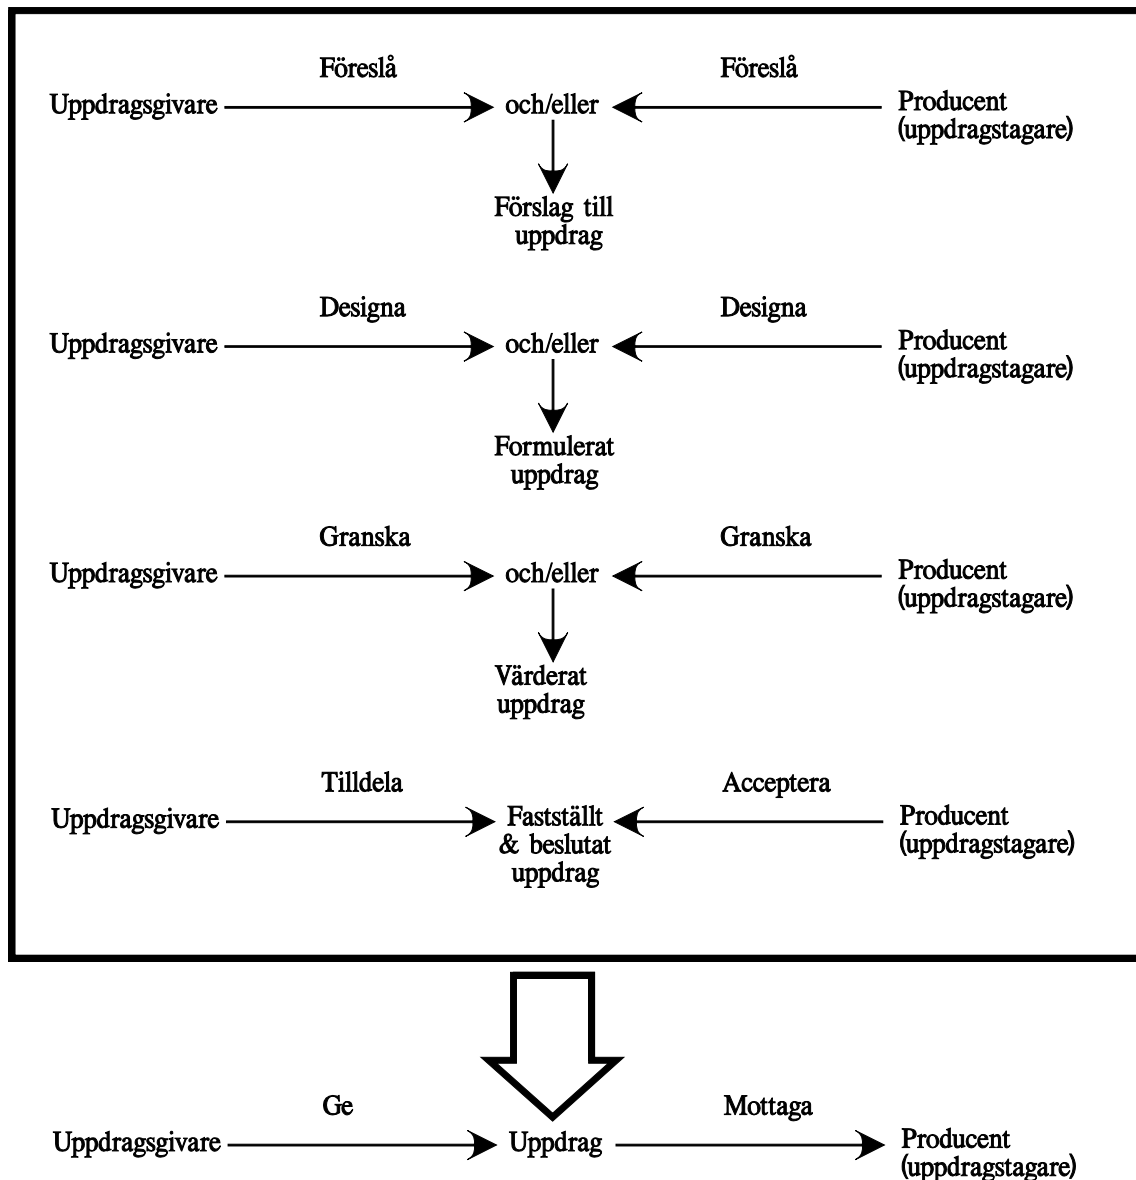 Föreslå Föreslå
Uppdragsgivare och/eller Producent
(uppdragstagare)
Förslag till
uppdrag
Designa Designa
Uppdragsgivare och/eller Producent
(uppdragstagare)
Formulerat
uppdrag
Granska Granska
Uppdragsgivare och/eller Producent
(uppdragstagare)
Värderat
uppdrag
Tilldela Acceptera
Uppdragsgivare Fastställt Producent
& beslutat (uppdragstagare)
uppdrag
Ge Mottaga
Uppdragsgivare Uppdrag Producent
(uppdragstagare)